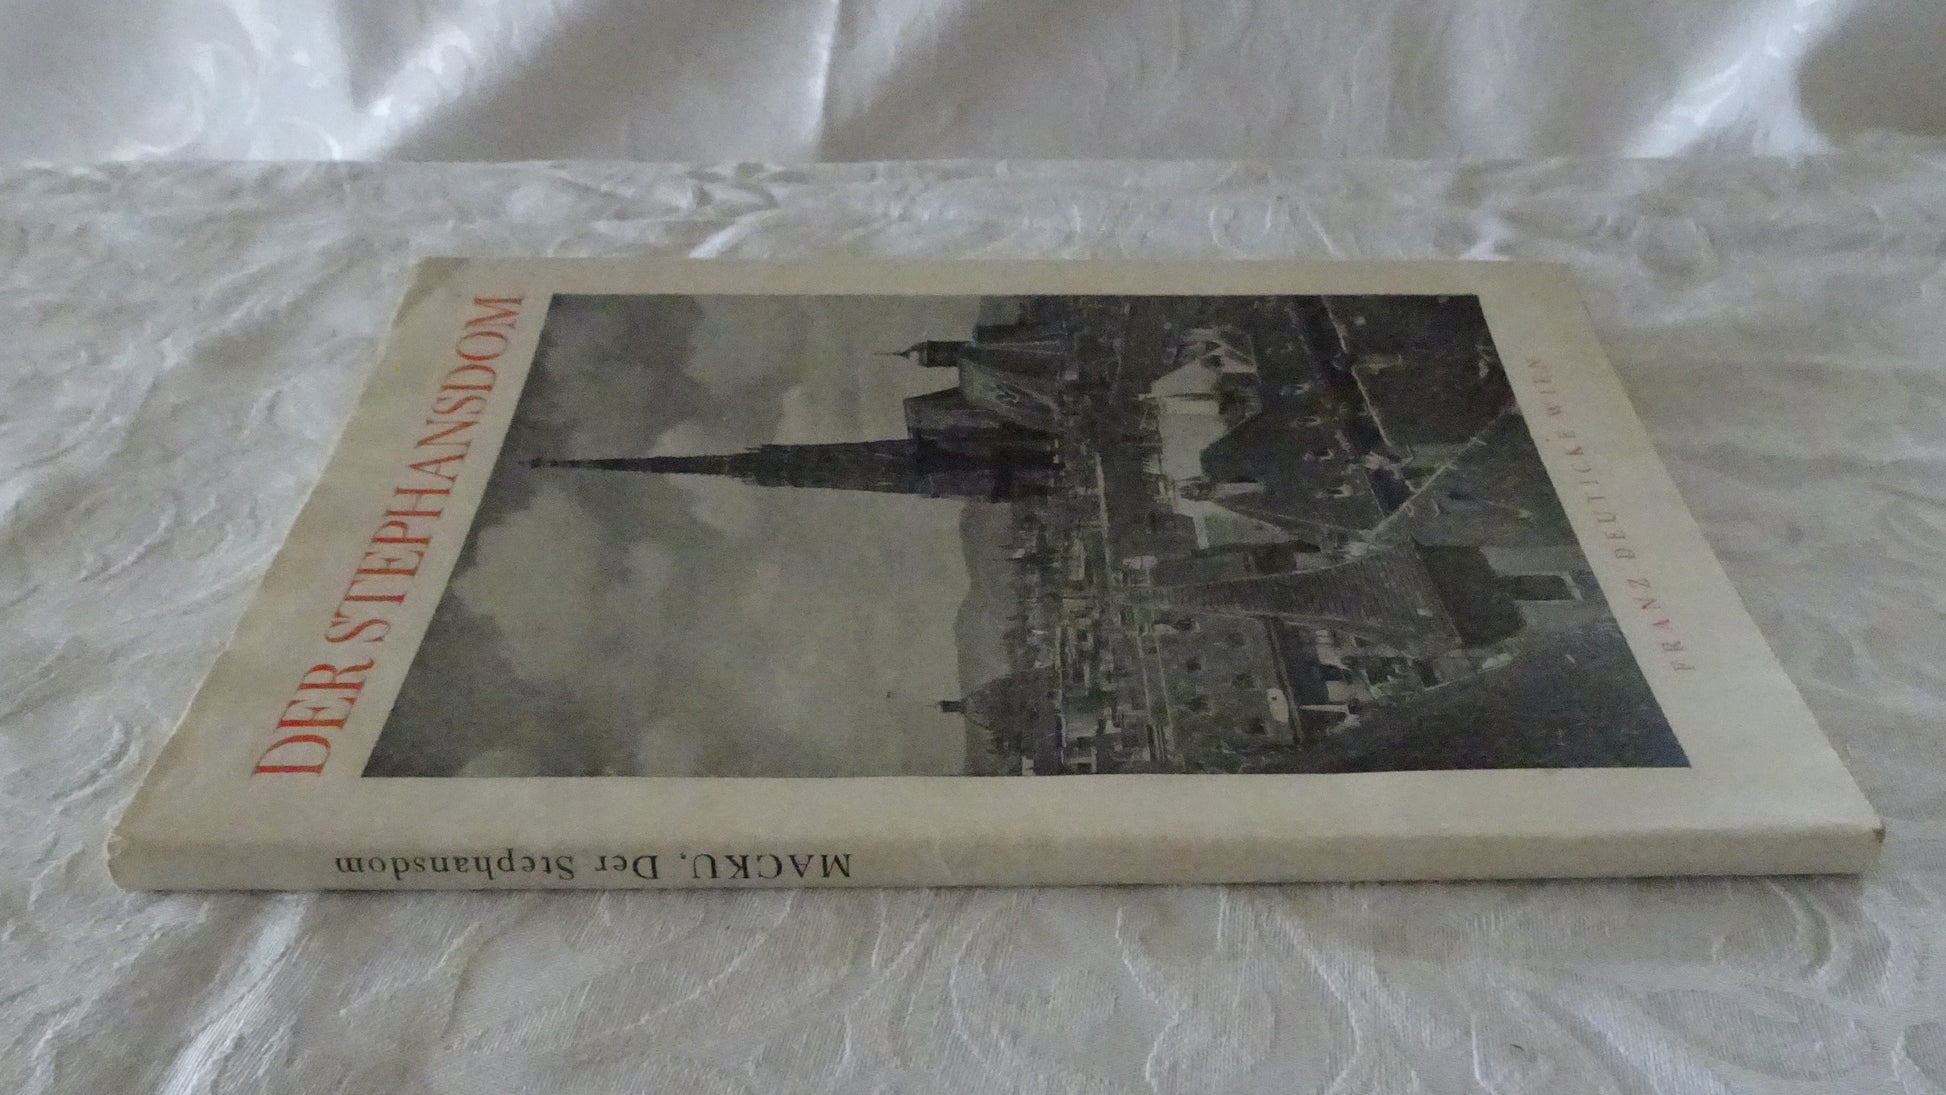 DER STEPHANSDOM
FRANZ DEUTICKE WIEN
MACKU, Der Stephansdom